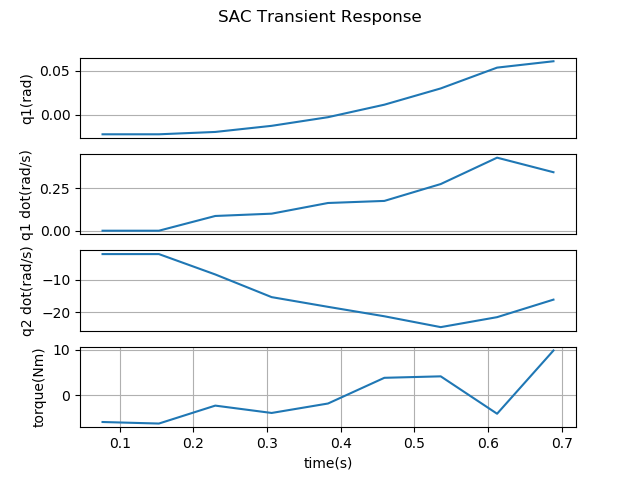 SAC Transient Response
0.05
0.00
q1(rad)
0.25
0.00
q1 dot(rad/s)
−10
−20
q2 dot(rad/s)
10
0
torque(Nm)
0.1 0.2 0.3 0.4 0.5 0.6 0.7
time(s)